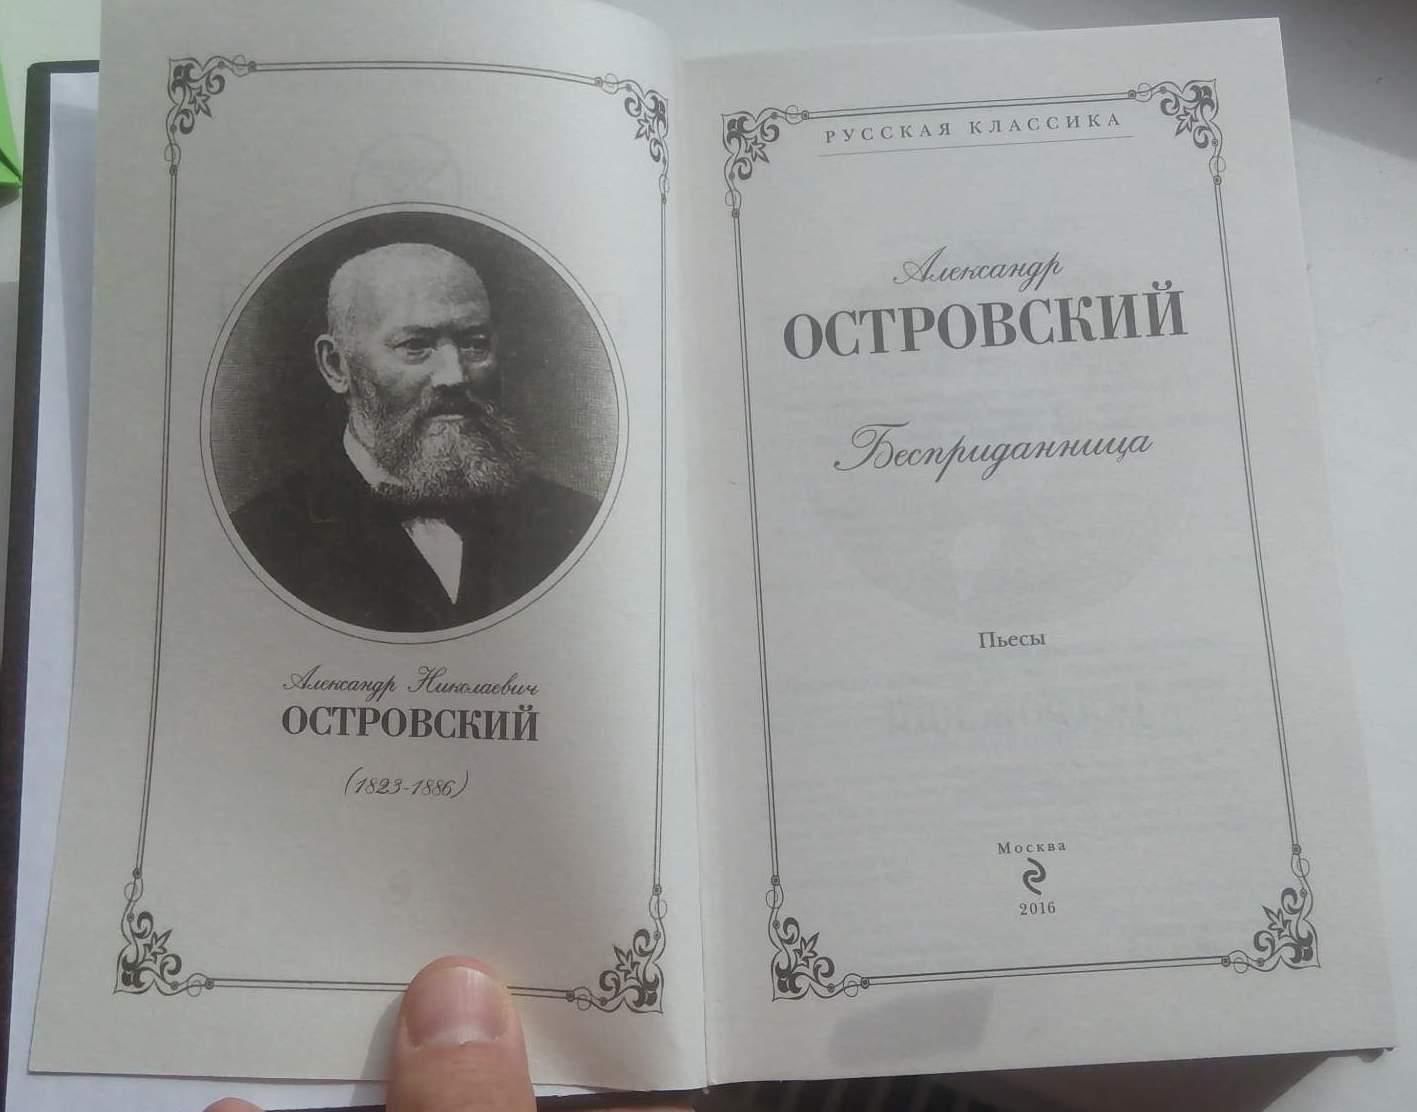 Александр Николаевич
ОСТРОВСКИЙ
(1823-1886)
РУССКАЯ КЛАССИКА
Александр
ОСТРОВСКИЙ
Бесприданница
Пьесы
Москва
2016